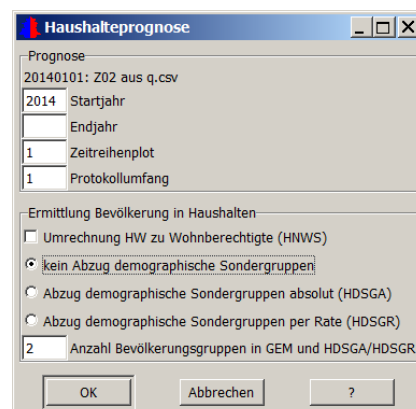 Haushalteprognose
Prognose
20140101: Z02 aus q.csv
2014 Startjahr
Endjahr
1 Zeitreihenplot
1 Protokollumfang
Ermittlung Bevölkerung in Haushalten
Umrechnung HW zu Wohnberechtigte (HNWS)
kein Abzug demographische Sondergruppen
Abzug demographische Sondergruppen absolut (HDSGA)
Abzug demographische Sondergruppen per Rate (HDSGR)
2 Anzahl Bevölkerungsgruppen in GEM und HDSGA/HDSGR
OK Abbrechen ?